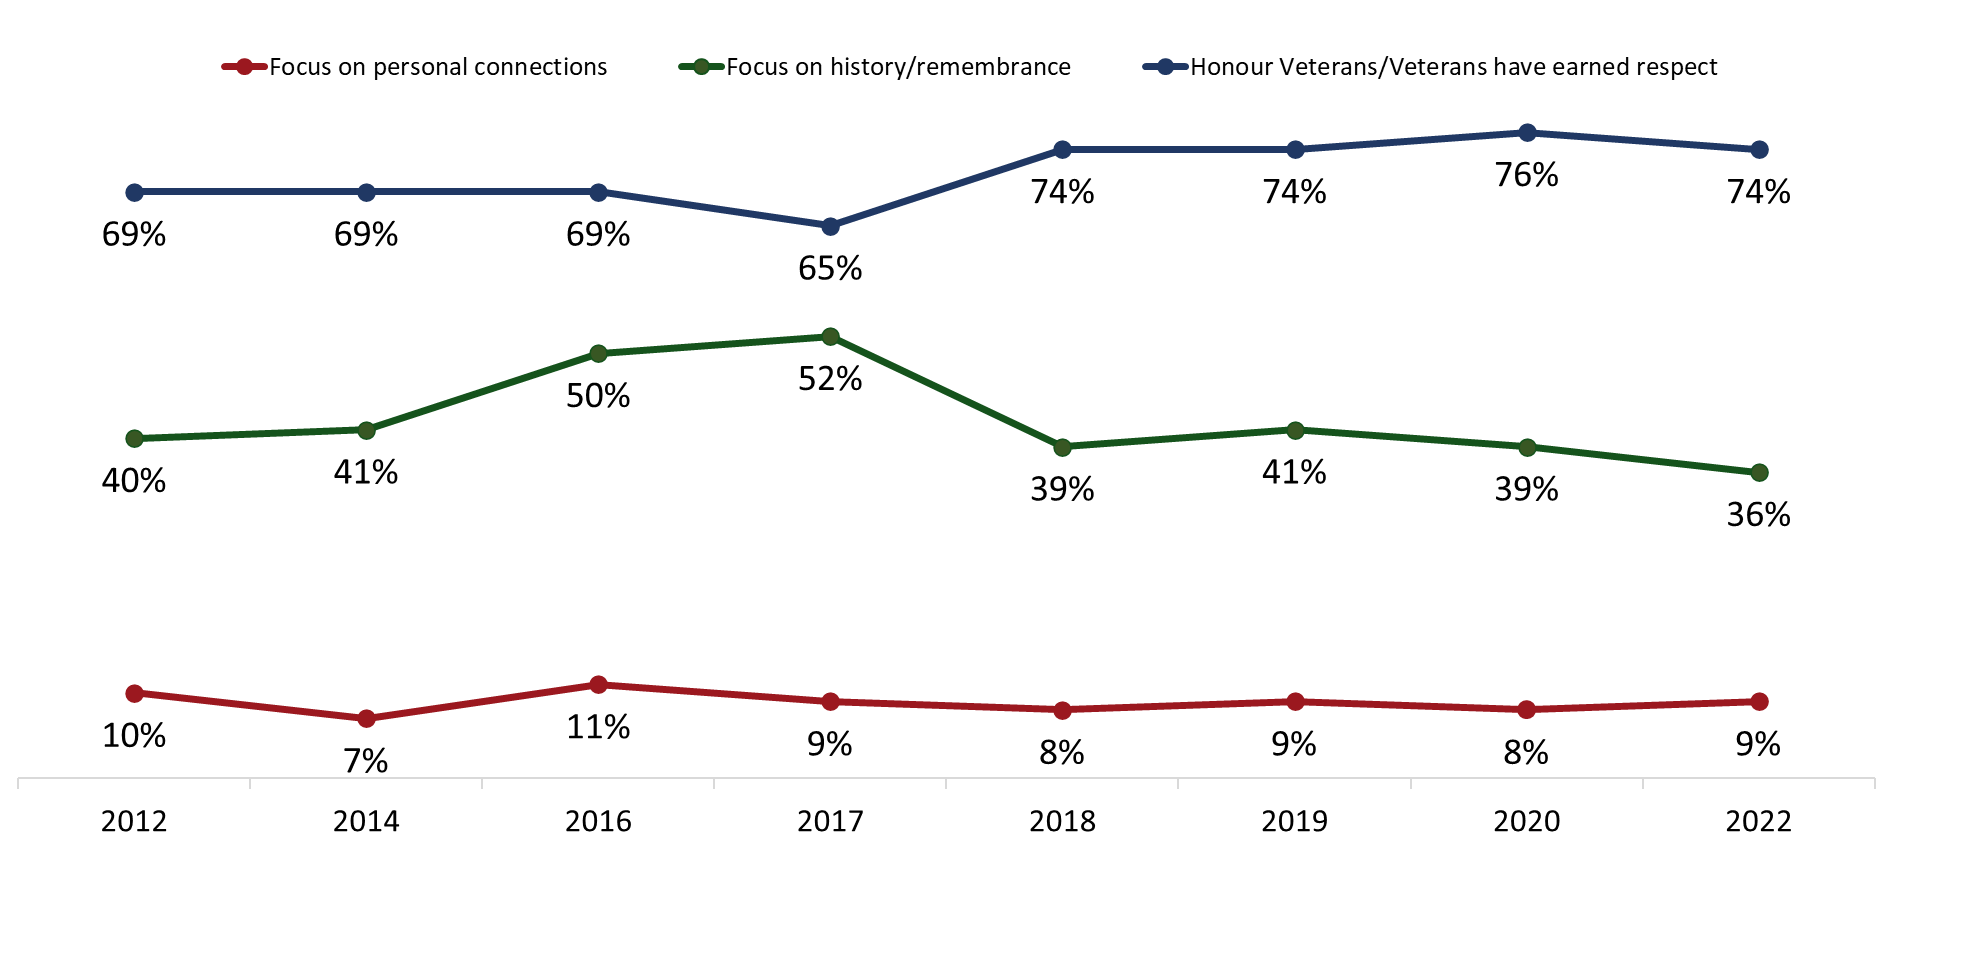 Focus on personal connections Focus on history/remembrance Honour Veterans/Veterans have earned respect
69% 69% 69% 65% 74% 74% 76% 74%
40% 41% 50% 52% 39% 41% 39% 36%
10% 7% 11% 9% 8% 9% 8% 9%
2012 2014 2016 2017 2018 2019 2020 2022